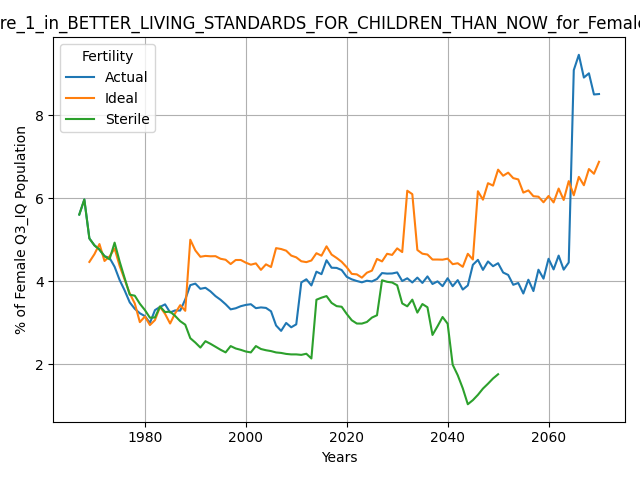 re_1_in_BETTER_LIVING_STANDARDS_FOR_CHILDREN_THAN_NOW_for_Female
Fertility
Actual
Ideal
Sterile
% of Female Q3_IQ Population
8
6
4
2
1980 2000 2020 2040 2060
Years